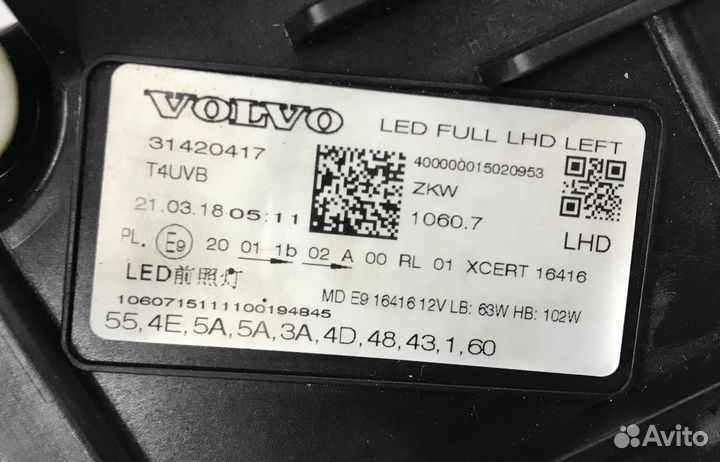 VOLVO
LED FULL LHD LEFT
31420417
T4UVB
400000015020953
ZKW
1060.7
LHD
21.03.18 05:11
PL. E9 20 01 1b 02 A 00 RL 01 XCERT 16416
LED前照灯
MD E9 16416 12V LB: 63W HB: 102W
1060715111100194845
55,4E,5A,5A,3A,4D,48,43,1,60
Avito